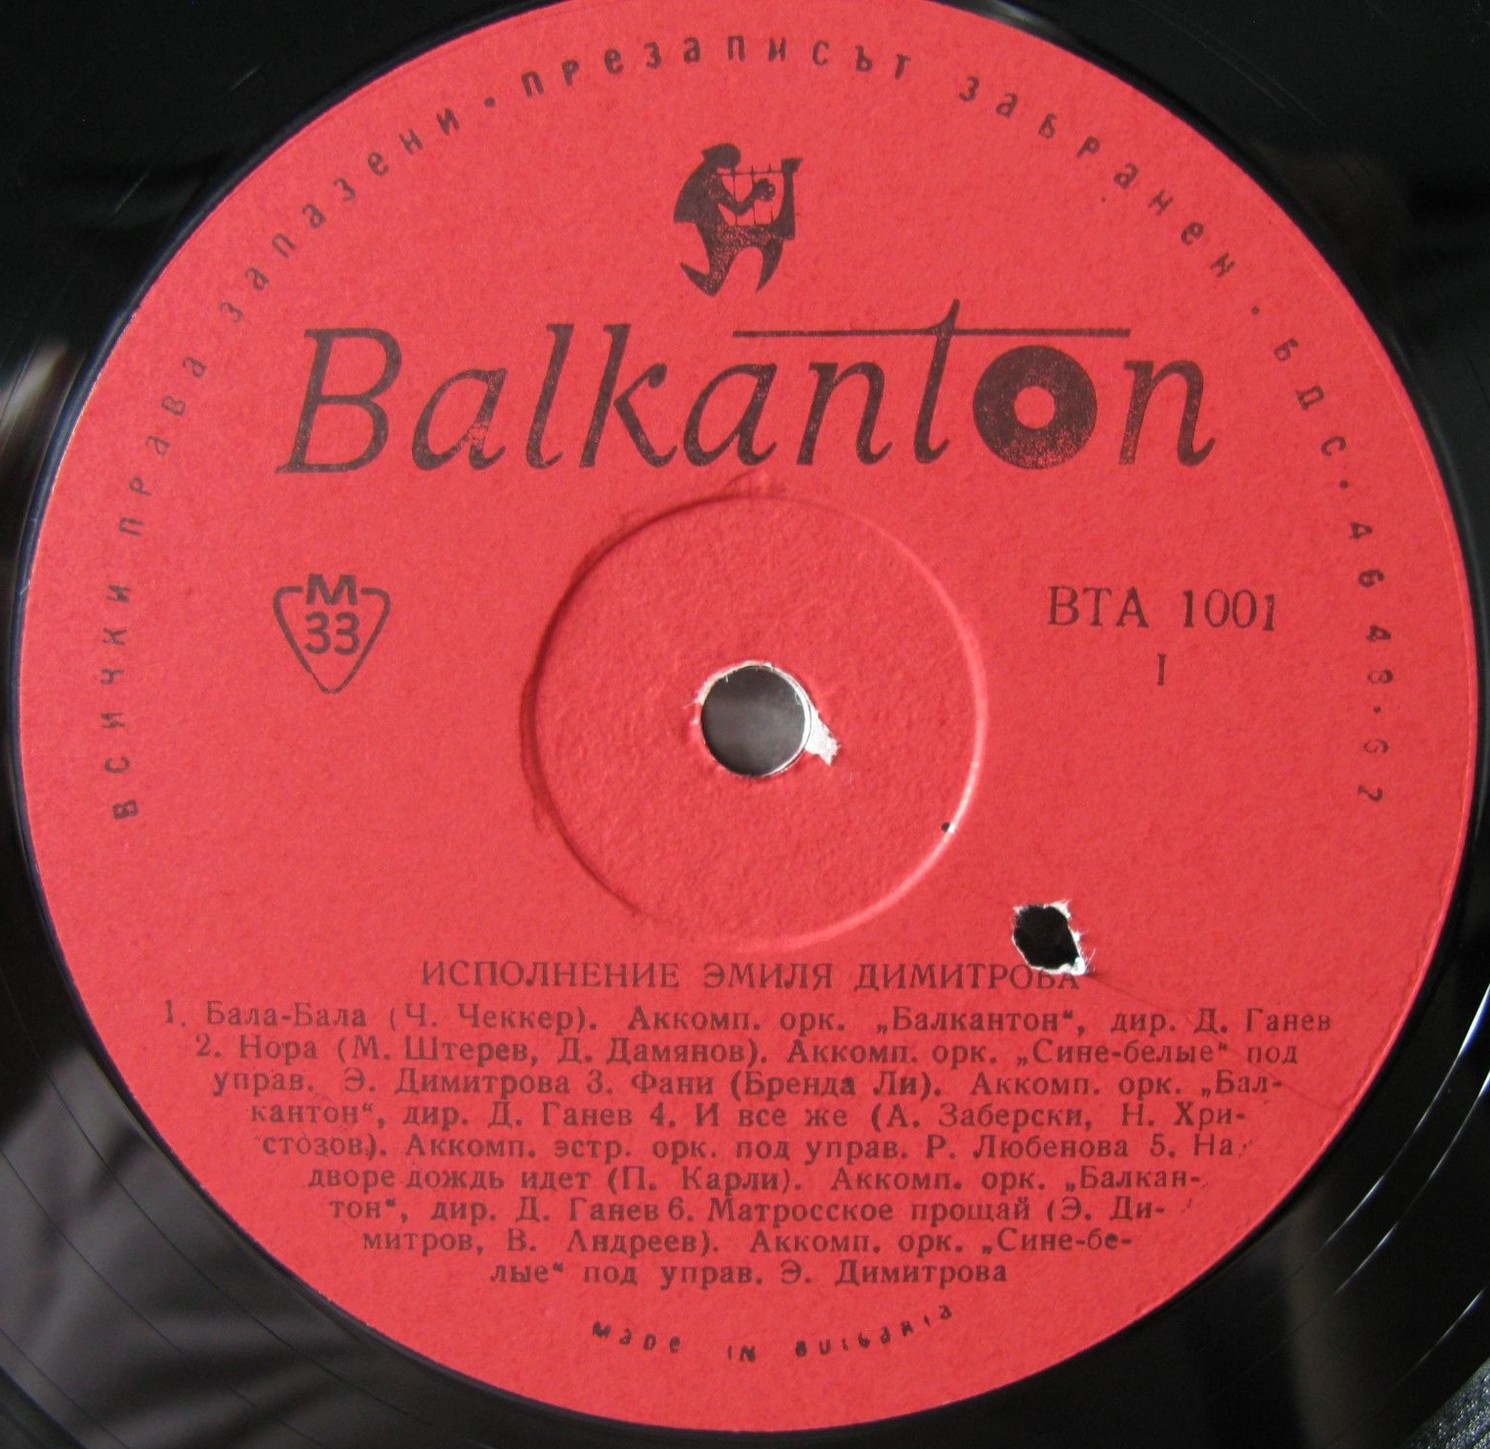 всички права запазени • презаписът забранен • бдс • 4648-62
Balkanton
М
33
ВТА 1001
I
ИСПОЛНЕНИЕ ЭМИЛЯ ДИМИТРОВА
1. Бала-Бала (Ч. Чеккер). Аккомп. орк. „Балкантон“, дир. Д. Ганев
2. Нора (М. Штерев, Д. Дамянов). Аккомп. орк. „Сине-белые“ под
управ. Э. Димитрова 3. Фани (Бренда Ли). Аккомп. орк. „Бал-
кантон“, дир. Д. Ганев 4. И все же (А. Заберски, Н. Хри-
стозов). Аккомп. эстр. орк. под управ. Р. Любенова 5. На
дворе дождь идет (П. Карли). Аккомп. орк. „Балкан-
тон“, дир. Д. Ганев 6. Матросское прощай (Э. Ди-
митров, В. Андреев). Аккомп. орк. „Сине-бе-
лые“ под управ. Э. Димитрова
made in bulgaria